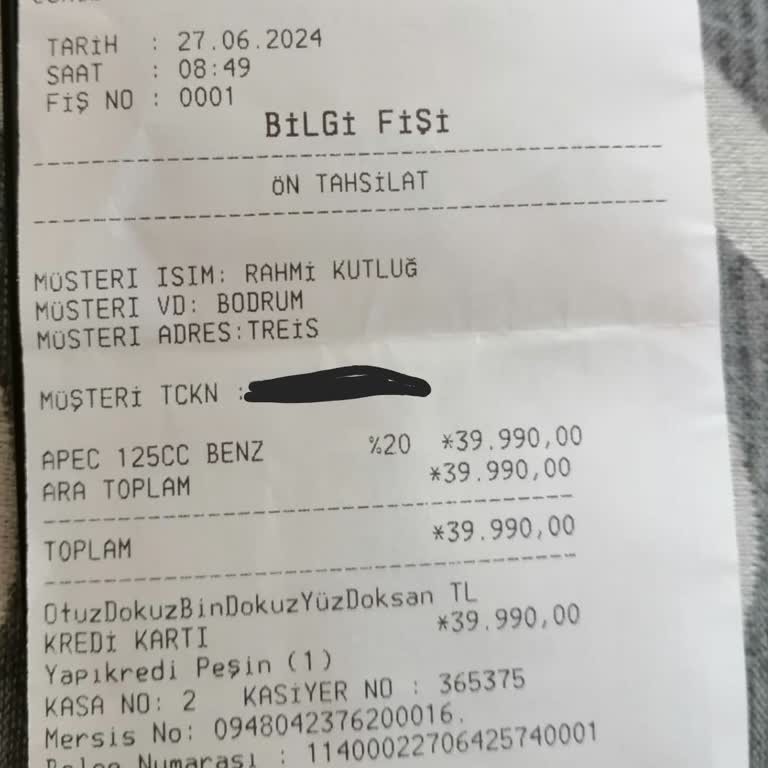 TARİH : 27.06.2024
SAAT : 08:49
FİŞ NO : 0001
BİLGİ FİŞİ
ÖN TAHSİLAT
MÜSTERI ISIM: RAHMİ KUTLUĞ
MÜSTERI VD: BODRUM
MÜSTERI ADRES:TREİS
MÜŞTERİ TCKN :
APEC 125CC BENZ %20 *39.990,00
ARA TOPLAM *39.990,00
TOPLAM *39.990,00
OtuzDokuzBinDokuzYüzDoksan TL
KREDİ KARTI *39.990,00
Yapıkredi Peşin (1)
KASA NO: 2 KASİYER NO : 365375
Mersis No: 0948042376200016.
Numarası : 11400022706425740001